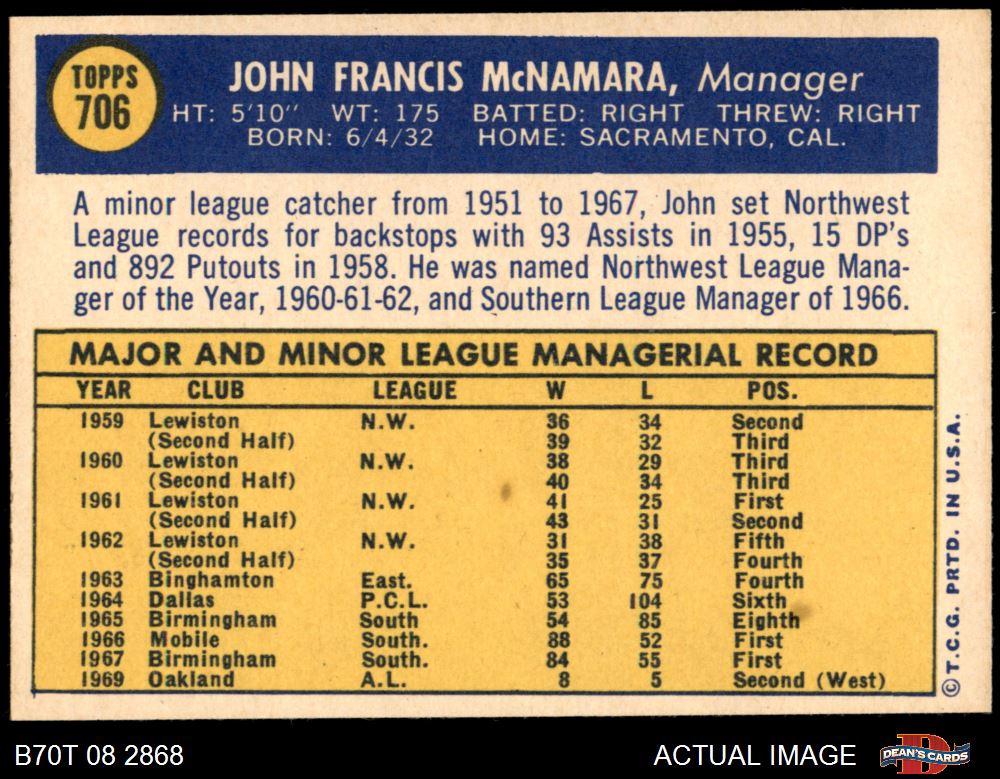 TOPPS
706
JOHN FRANCIS McNAMARA, Manager
HT: 5'10" WT: 175 BATTED: RIGHT THREW: RIGHT
BORN: 6/4/32 HOME: SACRAMENTO, CAL.
A minor league catcher from 1951 to 1967, John set Northwest
League records for backstops with 93 Assists in 1955, 15 DP's
and 892 Putouts in 1958. He was named Northwest League Mana-
ger of the Year, 1960-61-62, and Southern League Manager of 1966.
MAJOR AND MINOR LEAGUE MANAGERIAL RECORD
YEAR CLUB LEAGUE W L POS.
1959 Lewiston N.W. 36 34 Second
(Second Half) 39 32 Third
1960 Lewiston N.W. 38 29 Third
(Second Half) 40 34 Third
1961 Lewiston N.W. 41 25 First
(Second Half) 43 31 Second
1962 Lewiston N.W. 31 38 Fifth
(Second Half) 35 37 Fourth
1963 Binghamton East. 65 75 Fourth
1964 Dallas P.C.L. 53 104 Sixth
1965 Birmingham South 54 85 Eighth
1966 Mobile South. 88 52 First
1967 Birmingham South. 84 55 First
1969 Oakland A.L. 8 5 Second (West)
© T.C.G. PRTD. IN U.S.A.
B70T 08 2868 ACTUAL IMAGE DEAN'S CARDS